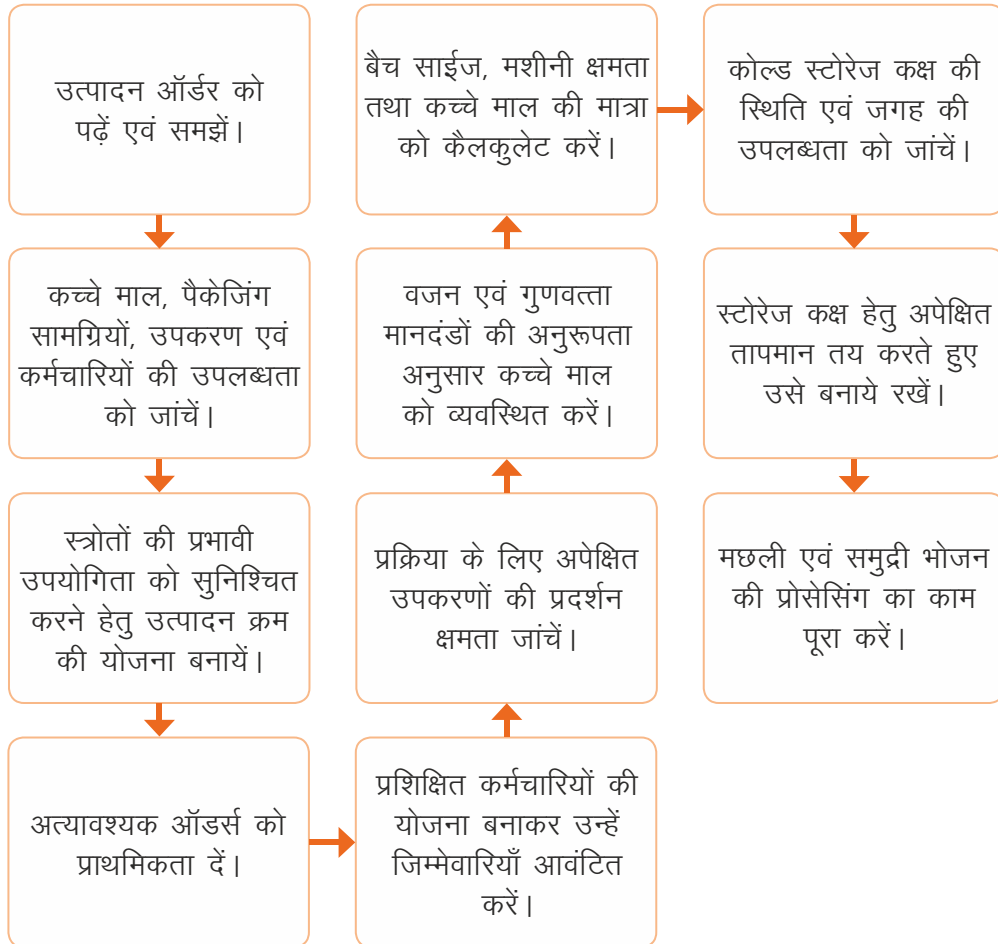 उत्पादन ऑर्डर को
पढ़ें एवं समझें।
कच्चे माल, पैकेजिंग
सामग्रियों, उपकरण एवं
कर्मचारियों की उपलब्धता
को जांचें।
स्त्रोतों की प्रभावी
उपयोगिता को सुनिश्चित
करने हेतु उत्पादन क्रम
की योजना बनायें।
अत्यावश्यक ऑडर्स को
प्राथमिकता दें।
प्रशिक्षित कर्मचारियों की
योजना बनाकर उन्हें
जिम्मेवारियाँ आवंटित
करें।
प्रक्रिया के लिए अपेक्षित
उपकरणों की प्रदर्शन
क्षमता जांचें।
वजन एवं गुणवत्ता
मानदंडों की अनुरूपता
अनुसार कच्चे माल
को व्यवस्थित करें।
बैच साईज, मशीनी क्षमता
तथा कच्चे माल की मात्रा
को कैलकुलेट करें।
कोल्ड स्टोरेज कक्ष की
स्थिति एवं जगह की
उपलब्धता को जांचें।
स्टोरेज कक्ष हेतु अपेक्षित
तापमान तय करते हुए
उसे बनाये रखें।
मछली एवं समुद्री भोजन
की प्रोसेसिंग का काम
पूरा करें।